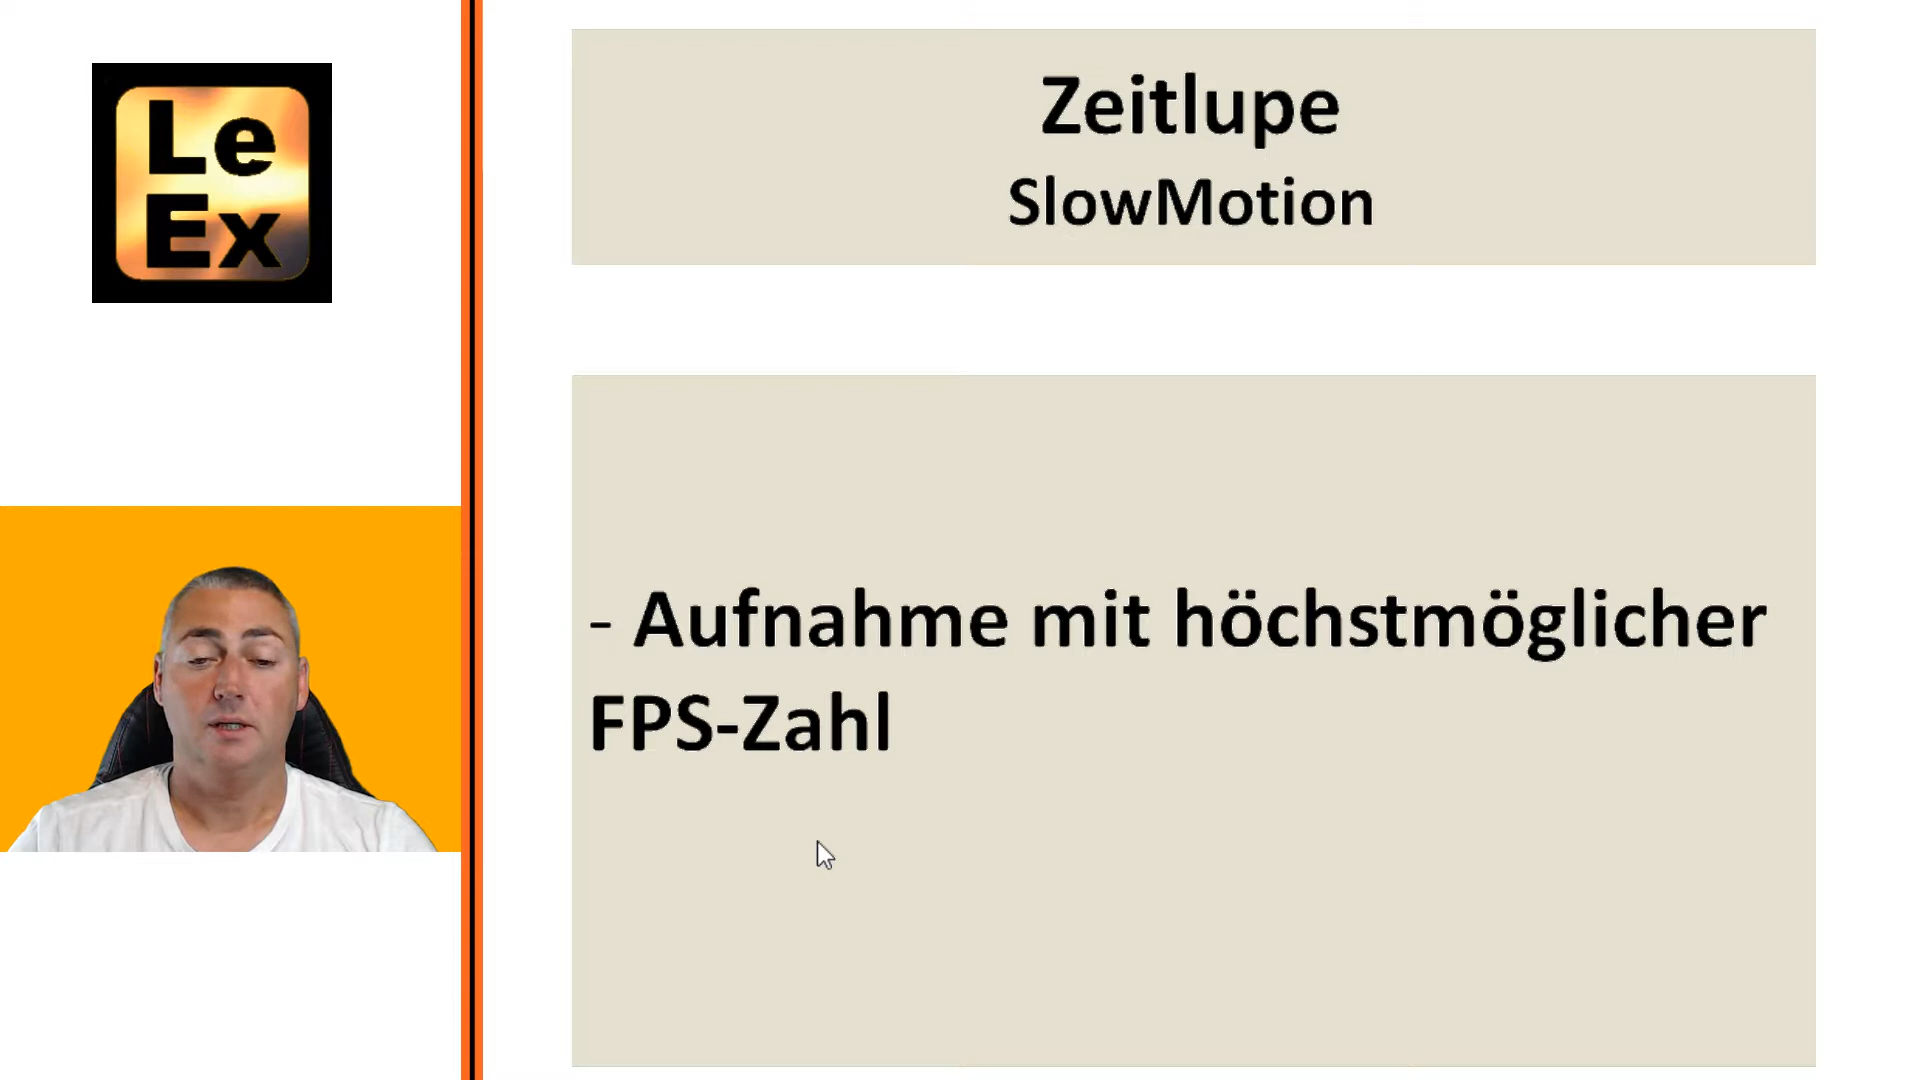 Le
Ex
Zeitlupe
SlowMotion
- Aufnahme mit höchstmöglicher
FPS-Zahl